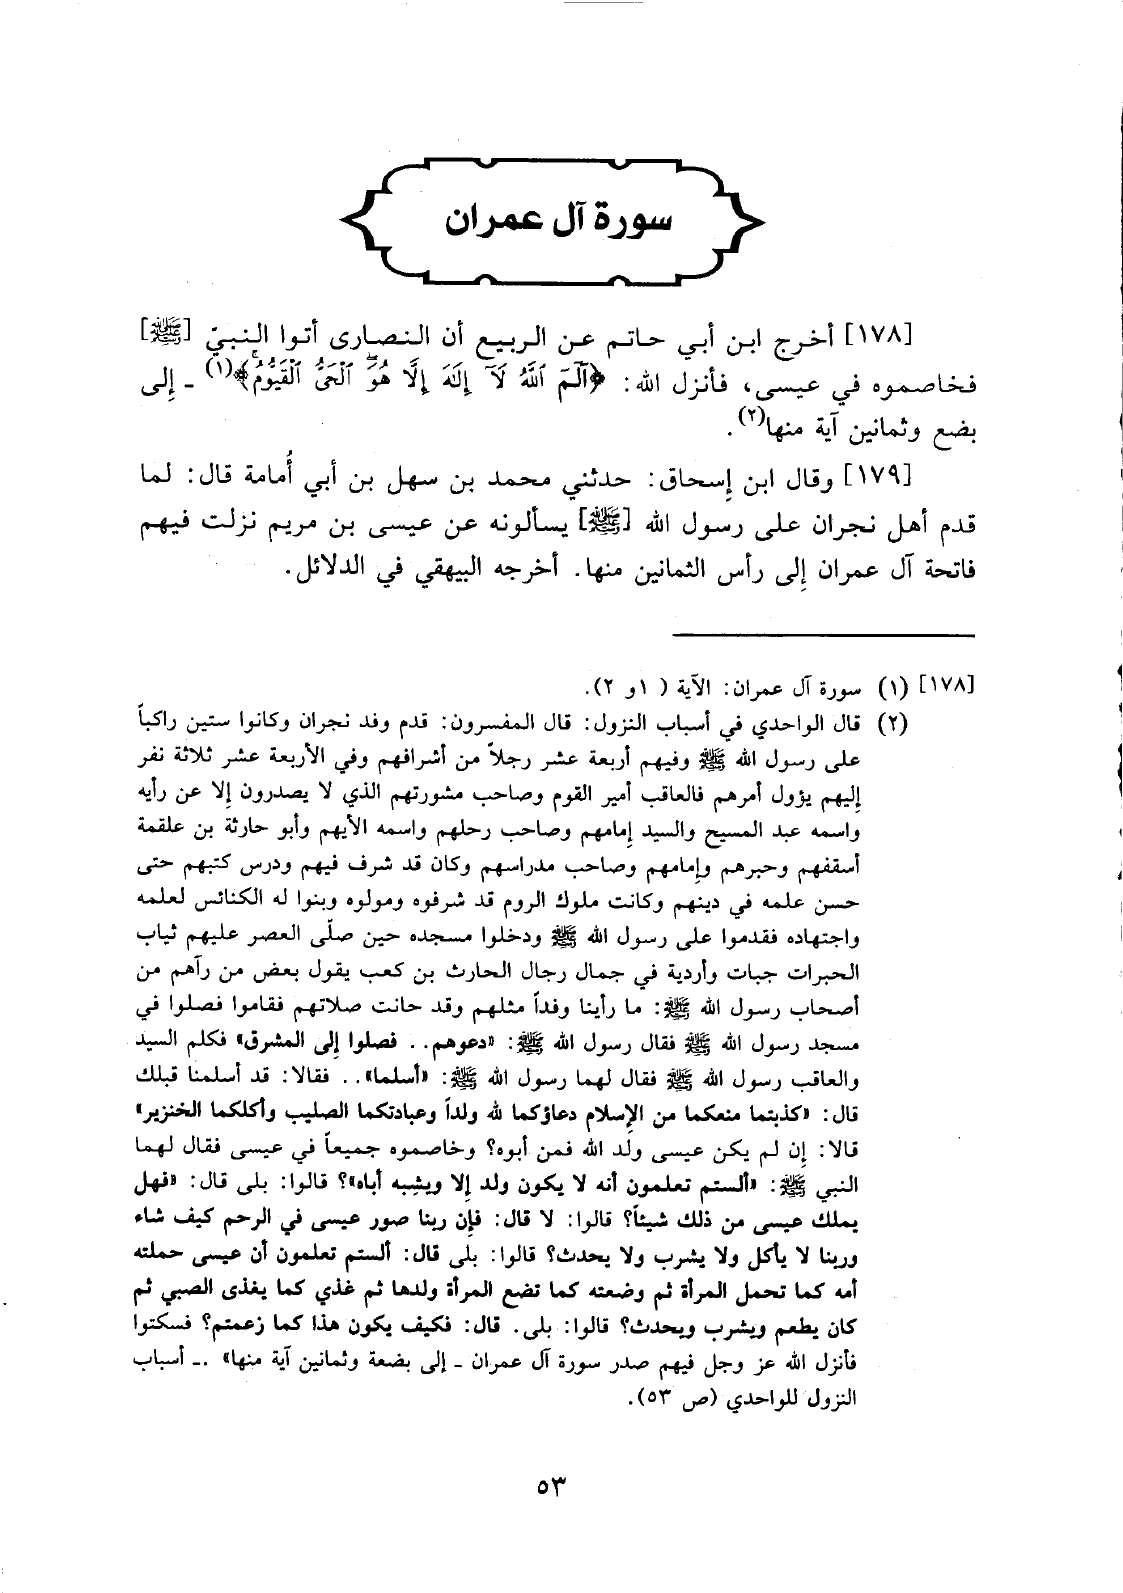 سورة آل عمران
[١٧٨] أخرج ابن أبي حاتم عن الربيع أن النصارى أتوا النبيّ [ﷺ]
فخاصموه في عيسى، فأنزل الله: ﴿الٓمٓ ٱللَّهُ لَآ إِلَٰهَ إِلَّا هُوَۖ ٱلْحَىُّ ٱلْقَيُّومُۚ﴾(١) ـ إِلى
بضع وثمانين آية منها(٢).
[١٧٩] وقال ابن إِسحاق: حدثني محمد بن سهل بن أبي أُمامة قال: لما
قدم أهل نجران على رسول الله [ﷺ] يسألونه عن عيسى بن مريم نزلت فيهم
فاتحة آل عمران إِلى رأس الثمانين منها. أخرجه البيهقي في الدلائل.
[١٧٨] (١) سورة آل عمران: الآية ( ١و ٢).
(٢) قال الواحدي في أسباب النزول: قال المفسرون: قدم وفد نجران وكانوا ستين راكباً
على رسول الله ﷺ وفيهم أربعة عشر رجلاً من أشرافهم وفي الأربعة عشر ثلاثة نفر
إليهم يؤول أمرهم فالعاقب أمير القوم وصاحب مشورتهم الذي لا يصدرون إلا عن رأيه
واسمه عبد المسيح والسيد إمامهم وصاحب رحلهم واسمه الأيهم وأبو حارثة بن علقمة
أسقفهم وحبرهم وإمامهم وصاحب مدراسهم وكان قد شرف فيهم ودرس كتبهم حتى
حسن علمه في دينهم وكانت ملوك الروم قد شرفوه ومولوه وبنوا له الكنائس لعلمه
واجتهاده فقدموا على رسول الله ﷺ ودخلوا مسجده حين صلّى العصر عليهم ثياب
الحبرات جبات وأردية في جمال رجال الحارث بن كعب يقول بعض من رآهم من
أصحاب رسول الله ﷺ: ما رأينا وفداً مثلهم وقد حانت صلاتهم فقاموا فصلوا في
مسجد رسول الله ﷺ فقال رسول الله ﷺ: «دعوهم.. فصلوا إلى المشرق» فكلم السيد
والعاقب رسول الله ﷺ فقال لهما رسول الله ﷺ: «أسلما».. فقالا: قد أسلمنا قبلك
قال: «كذبتما منعكما من الإسلام دعاؤكما لله ولداً وعبادتكما الصليب وأكلكما الخنزير»
قالا: إن لم يكن عيسى ولد الله فمن أبوه؟ وخاصموه جميعاً في عيسى فقال لهما
النبي ﷺ: «ألستم تعلمون أنه لا يكون ولد إلا ويشبه أباه»؟ قالوا: بلى قال: «فهل
يملك عيسى من ذلك شيئاً؟ قالوا: لا قال: فإن ربنا صور عيسى في الرحم كيف شاء
وربنا لا يأكل ولا يشرب ولا يحدث؟ قالوا: بلى قال: ألستم تعلمون أن عيسى حملته
أمه كما تحمل المرأة ثم وضعته كما تضع المرأة ولدها ثم غذي كما يغذى الصبي ثم
كان يطعم ويشرب ويحدث؟ قالوا: بلى. قال: فكيف يكون هذا كما زعمتم؟ فسكتوا
فأنزل الله عز وجل فيهم صدر سورة آل عمران ـ إلى بضعة وثمانين آية منها» .ـ أسباب
النزول للواحدي (ص ٥٣).
٥٣